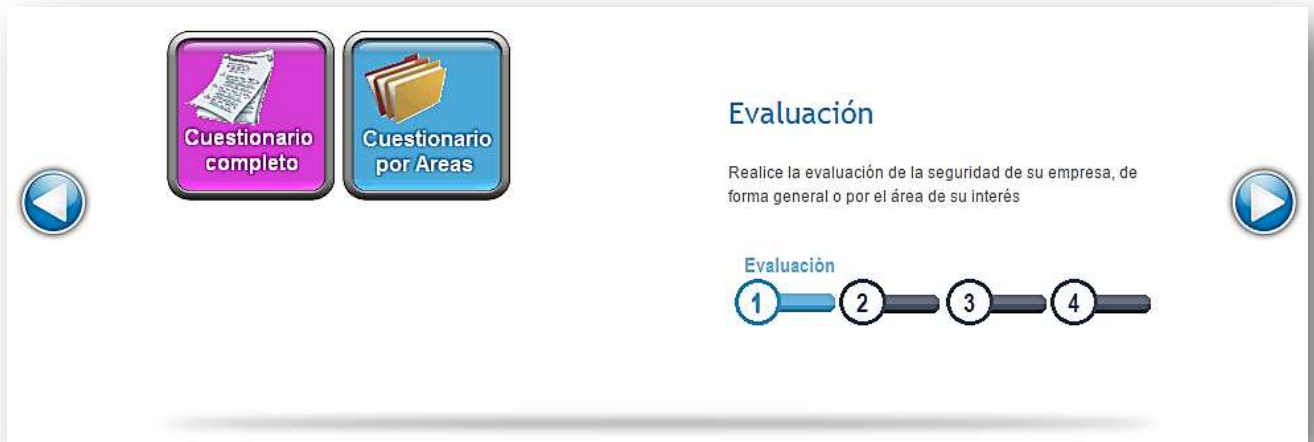 Cuestionario
completo
Cuestionario
por Areas
Evaluación
Realice la evaluación de la seguridad de su empresa, de
forma general o por el área de su interés
Evaluación
1 2 3 4